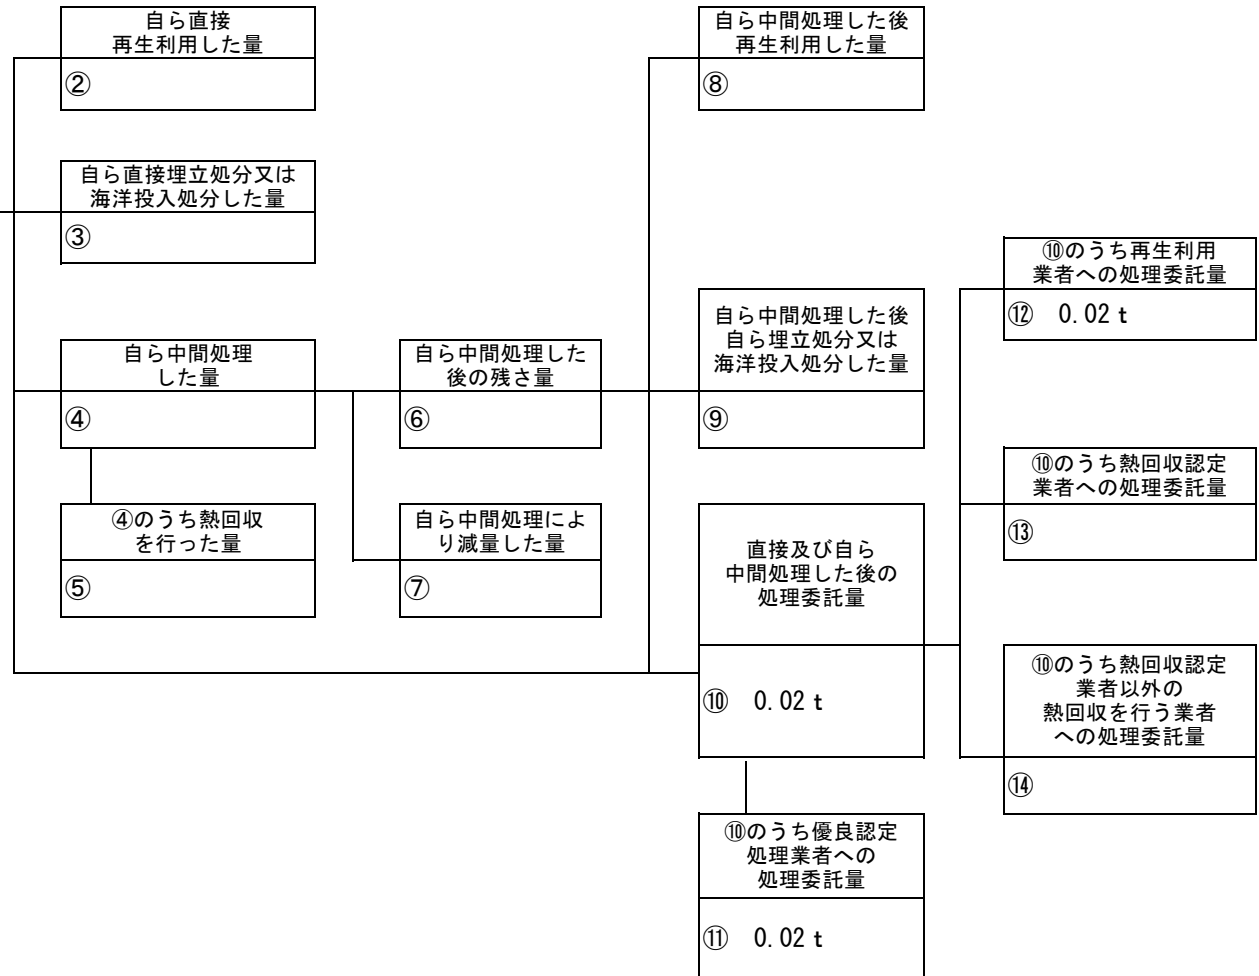 自ら直接
再生利用した量
②
自ら直接埋立処分又は
海洋投入処分した量
③
自ら中間処理
した量
④
④のうち熱回収
を行った量
⑤
自ら中間処理した
後の残さ量
⑥
自ら中間処理によ
り減量した量
⑦
自ら中間処理した後
再生利用した量
⑧
自ら中間処理した後
自ら埋立処分又は
海洋投入処分した量
⑨
直接及び自ら
中間処理した後の
処理委託量
⑩ 0.02 t
⑩のうち優良認定
処理業者への
処理委託量
⑪ 0.02 t
⑩のうち再生利用
業者への処理委託量
⑫ 0.02 t
⑩のうち熱回収認定
業者への処理委託量
⑬
⑩のうち熱回収認定
業者以外の
熱回収を行う業者
への処理委託量
⑭